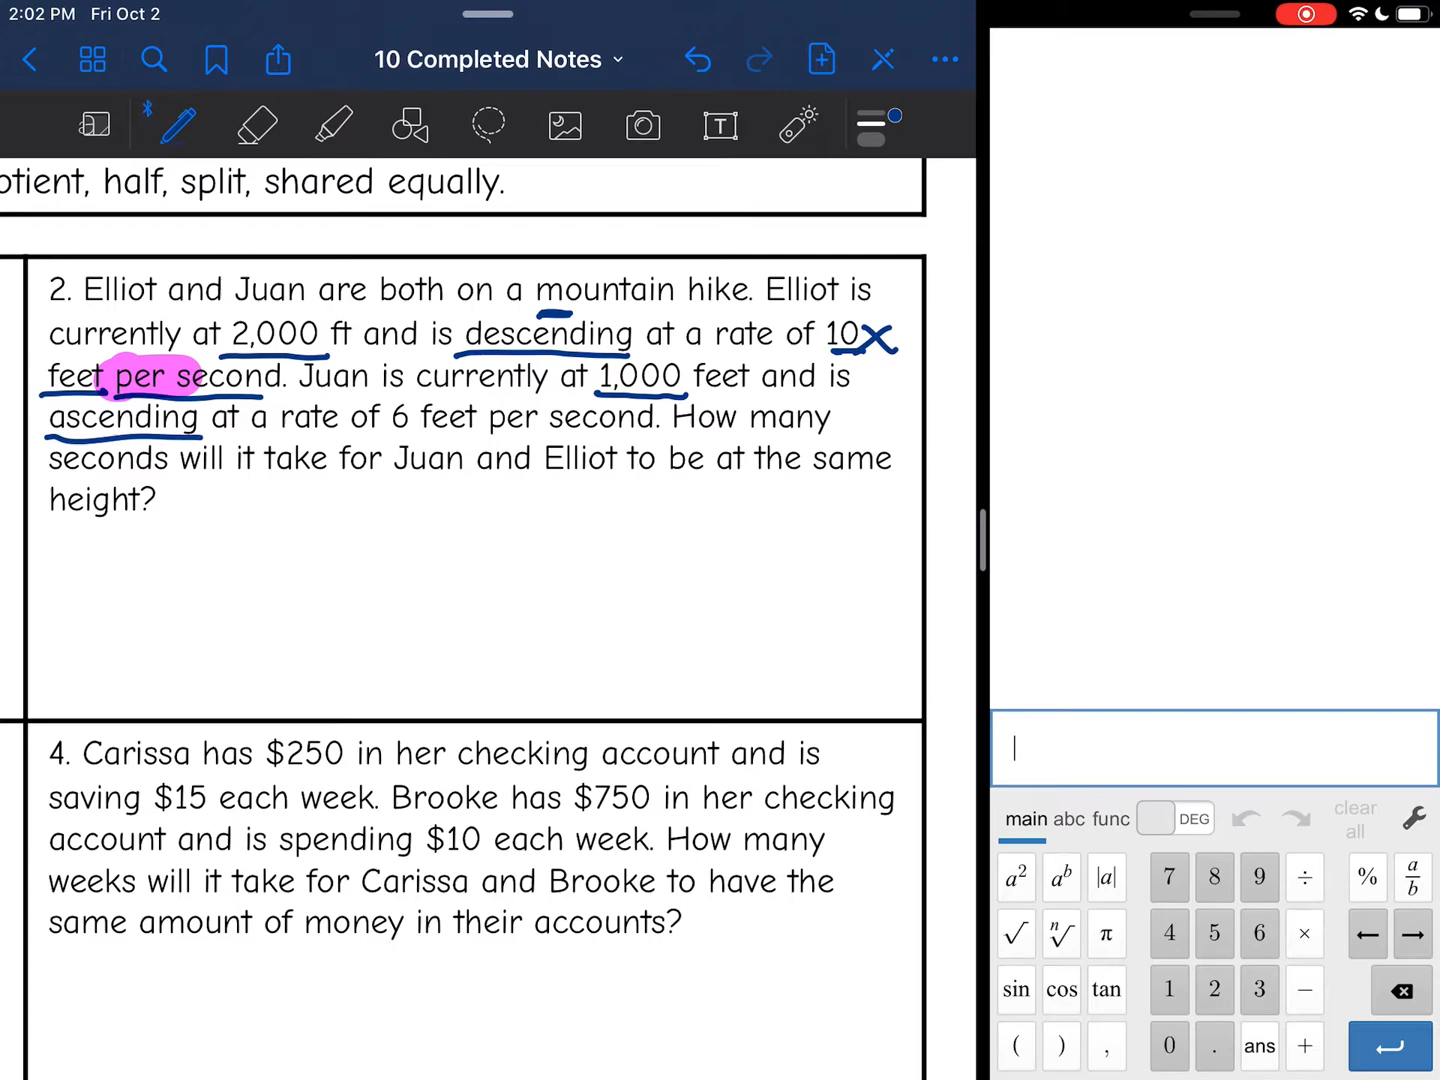 2:02 PM Fri Oct 2
10 Completed Notes
T
otient, half, split, shared equally.
2. Elliot and Juan are both on a mountain hike. Elliot is
currently at 2,000 ft and is descending at a rate of 10x
feet per second. Juan is currently at 1,000 feet and is
ascending at a rate of 6 feet per second. How many
seconds will it take for Juan and Elliot to be at the same
height?
4. Carissa has $250 in her checking account and is
saving $15 each week. Brooke has $750 in her checking
account and is spending $10 each week. How many
weeks will it take for Carissa and Brooke to have the
same amount of money in their accounts?
main abc func DEG clear all
a² aᵇ |a| 7 8 9 ÷ % a/b
√ ⁿ√ π 4 5 6 × ← →
sin cos tan 1 2 3 −
( ) , 0 . ans +